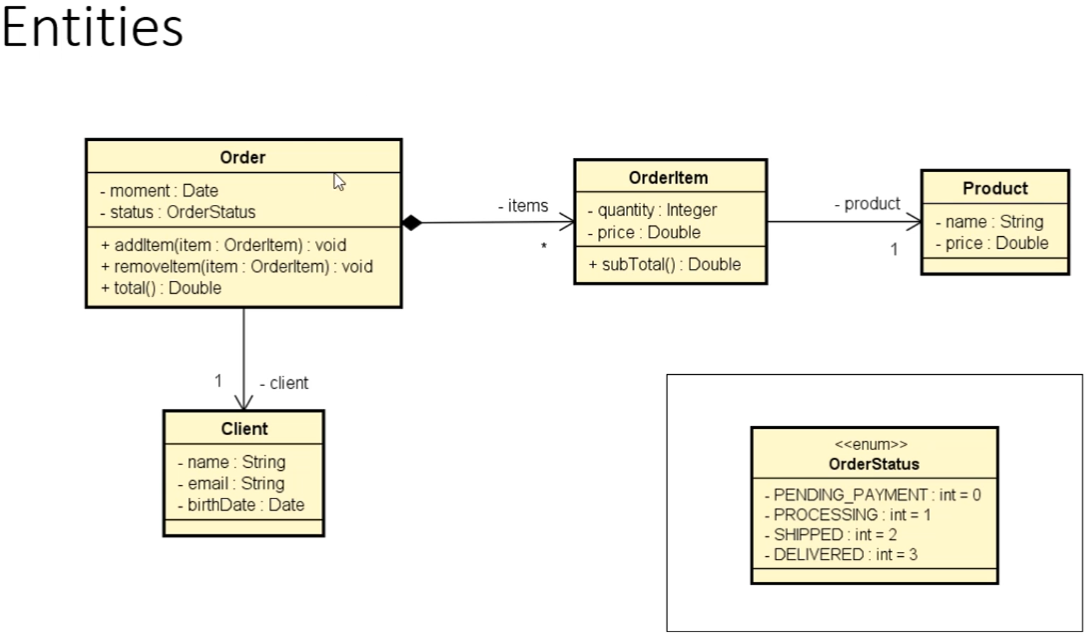 Entities
Order
- moment : Date
- status : OrderStatus
+ addItem(item : OrderItem) : void
+ removeItem(item : OrderItem) : void
+ total() : Double
- items
*
OrderItem
- quantity : Integer
- price : Double
+ subTotal() : Double
- product
1
Product
- name : String
- price : Double
1
- client
Client
- name : String
- email : String
- birthDate : Date
<<enum>>
OrderStatus
- PENDING_PAYMENT : int = 0
- PROCESSING : int = 1
- SHIPPED : int = 2
- DELIVERED : int = 3